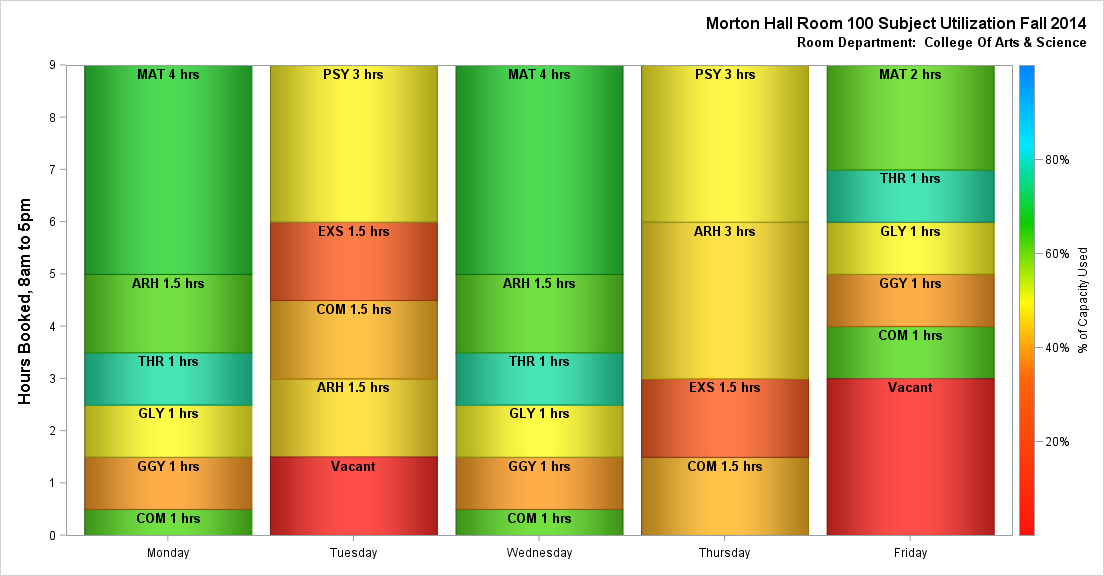 Morton Hall Room 100 Subject Utilization Fall 2014
Room Department:  College Of Arts & Science
Hours Booked, 8am to 5pm
9
8
7
6
5
4
3
2
1
0
MAT 4 hrs
ARH 1.5 hrs
THR 1 hrs
GLY 1 hrs
GGY 1 hrs
COM 1 hrs
Monday
PSY 3 hrs
EXS 1.5 hrs
COM 1.5 hrs
ARH 1.5 hrs
Vacant
Tuesday
MAT 4 hrs
ARH 1.5 hrs
THR 1 hrs
GLY 1 hrs
GGY 1 hrs
COM 1 hrs
Wednesday
PSY 3 hrs
ARH 3 hrs
EXS 1.5 hrs
COM 1.5 hrs
Thursday
MAT 2 hrs
THR 1 hrs
GLY 1 hrs
GGY 1 hrs
COM 1 hrs
Vacant
Friday
80%
60%
40%
20%
% of Capacity Used